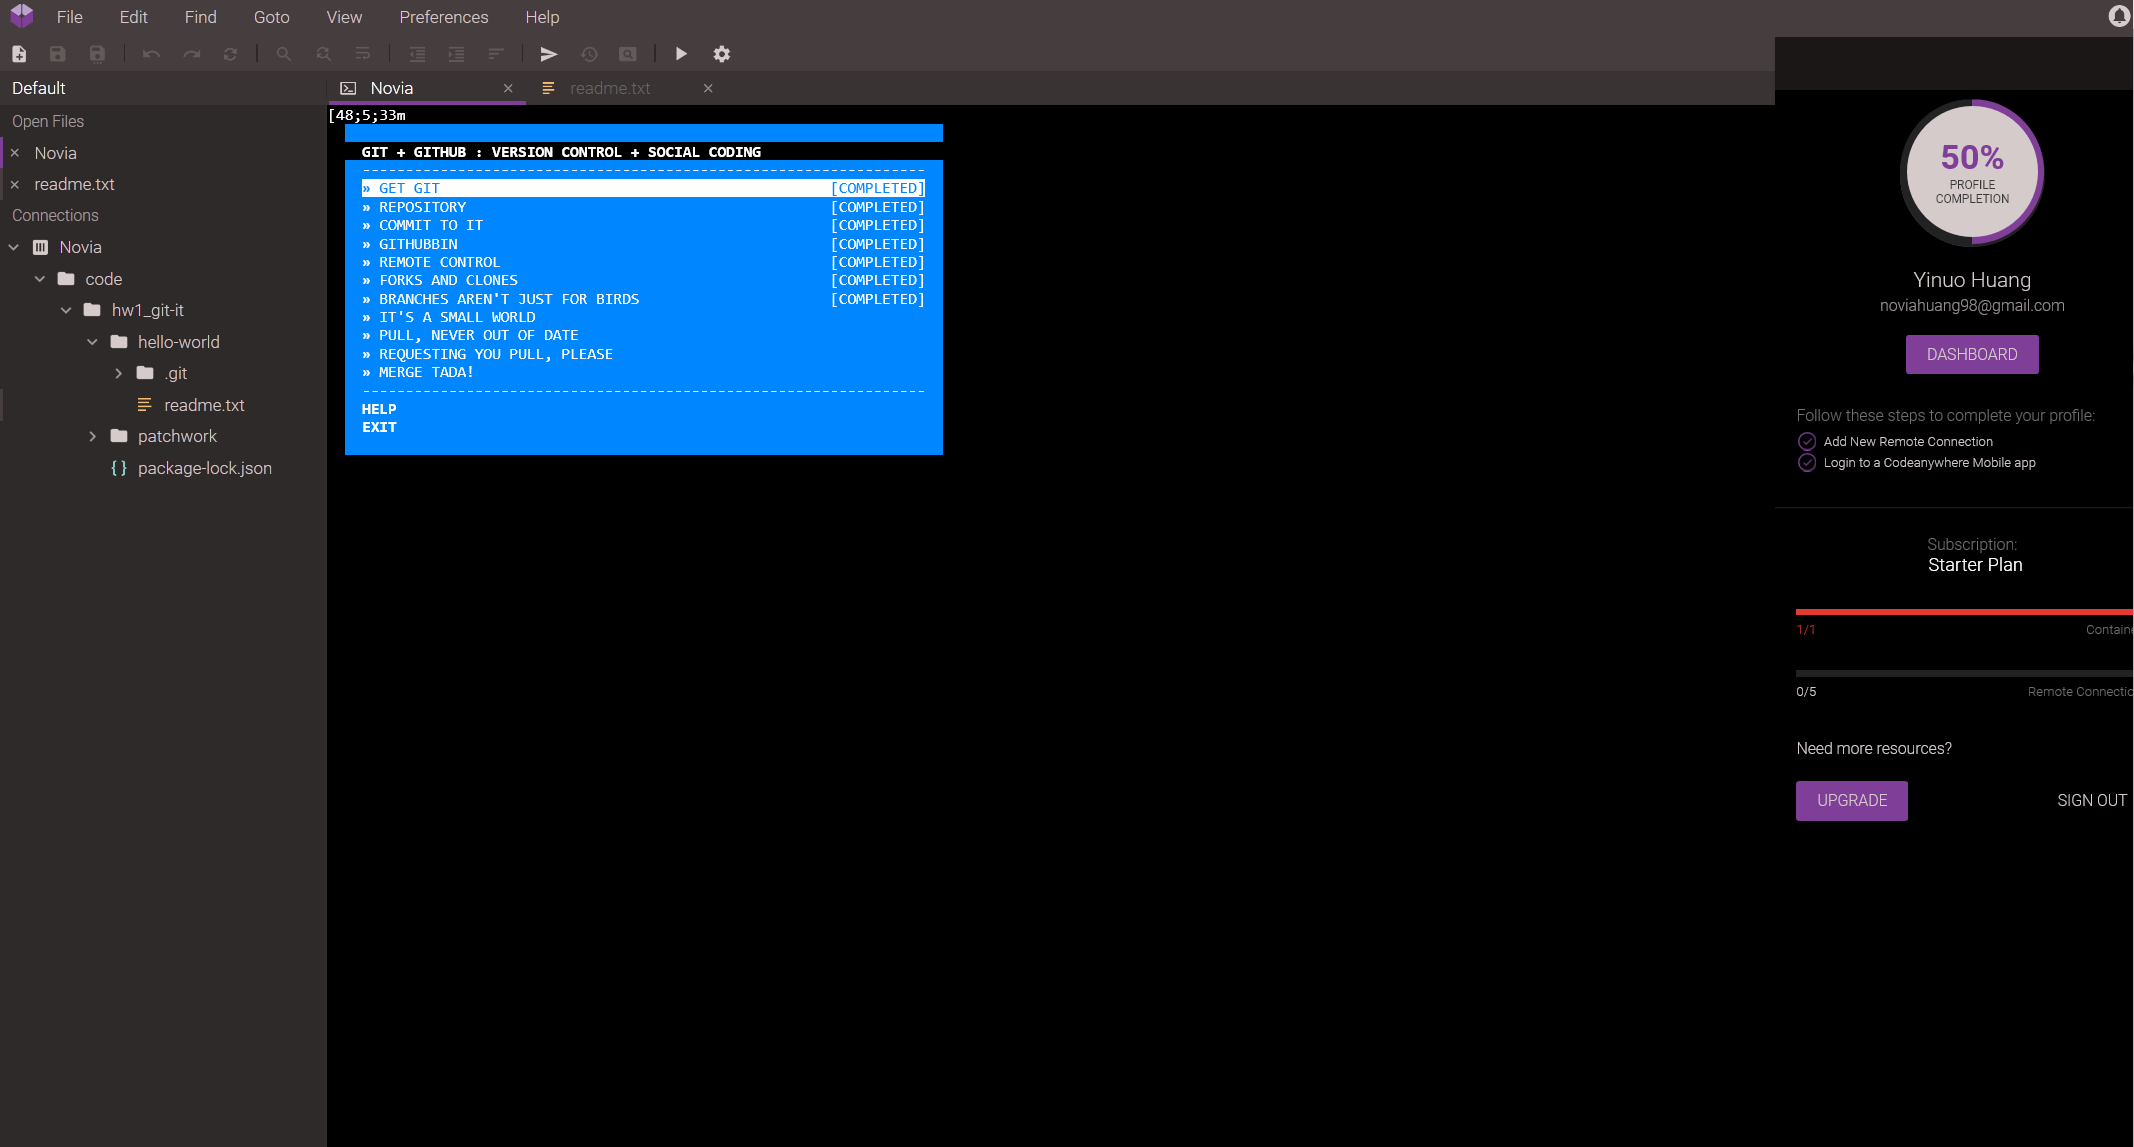 File Edit Find Goto View Preferences Help
Default
Open Files
Novia
readme.txt
Connections
Novia
code
hw1_git-it
hello-world
.git
readme.txt
patchwork
package-lock.json
Novia readme.txt
[48;5;33m
GIT + GITHUB : VERSION CONTROL + SOCIAL CODING
----------------------------------------------------------------
» GET GIT [COMPLETED]
» REPOSITORY [COMPLETED]
» COMMIT TO IT [COMPLETED]
» GITHUBBIN [COMPLETED]
» REMOTE CONTROL [COMPLETED]
» FORKS AND CLONES [COMPLETED]
» BRANCHES AREN'T JUST FOR BIRDS [COMPLETED]
» IT'S A SMALL WORLD
» PULL, NEVER OUT OF DATE
» REQUESTING YOU PULL, PLEASE
» MERGE TADA!
----------------------------------------------------------------
HELP
EXIT
50%
PROFILE
COMPLETION
Yinuo Huang
noviahuang98@gmail.com
DASHBOARD
Follow these steps to complete your profile:
Add New Remote Connection
Login to a Codeanywhere Mobile app
Subscription:
Starter Plan
1/1 Containe
0/5 Remote Connectio
Need more resources?
UPGRADE SIGN OUT